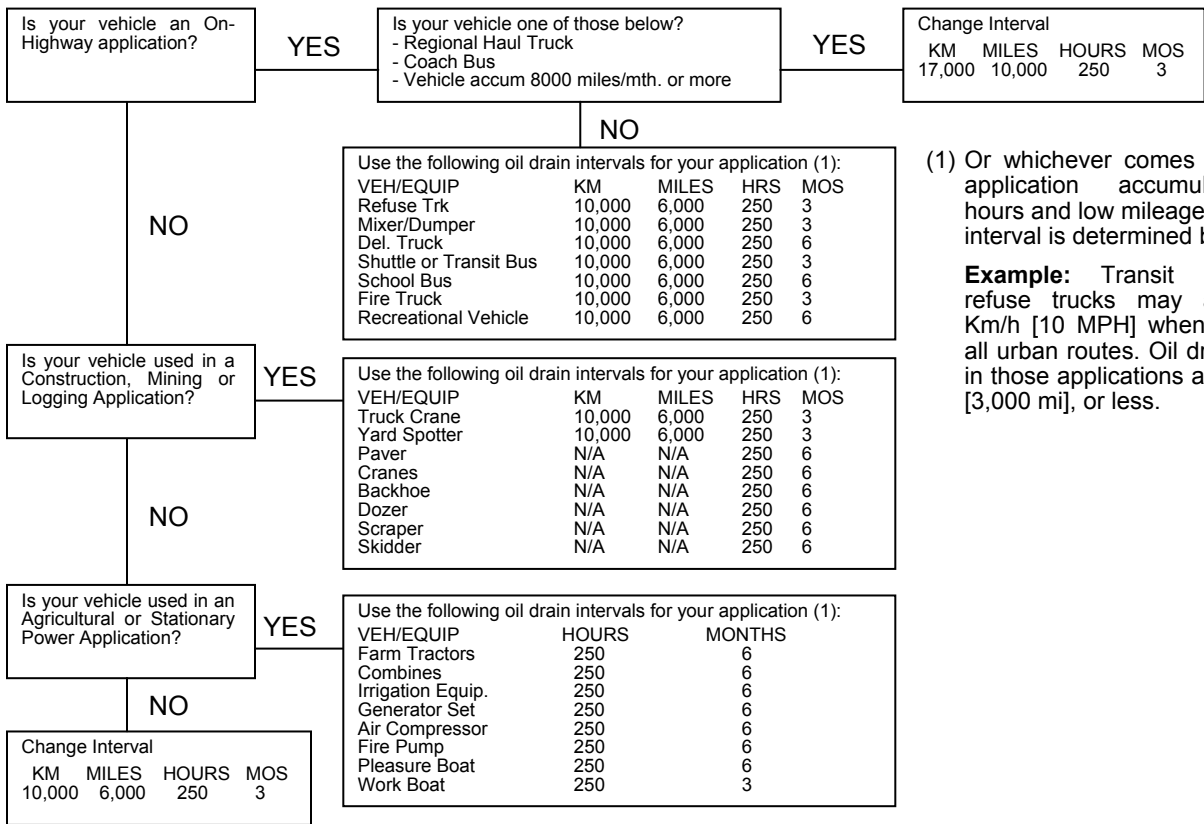 Is your vehicle an On-
Highway application?
YES
Is your vehicle one of those below?
- Regional Haul Truck
- Coach Bus
- Vehicle accum 8000 miles/mth. or more
YES
Change Interval
KM MILES HOURS MOS
17,000 10,000 250 3
NO
Use the following oil drain intervals for your application (1):
VEH/EQUIP KM MILES HRS MOS
Refuse Trk 10,000 6,000 250 3
Mixer/Dumper 10,000 6,000 250 3
Del. Truck 10,000 6,000 250 6
Shuttle or Transit Bus 10,000 6,000 250 3
School Bus 10,000 6,000 250 6
Fire Truck 10,000 6,000 250 3
Recreational Vehicle 10,000 6,000 250 6
(1) Or whichever comes
application
hours and low mileage
interval is determined
Example: Transit
refuse trucks may
Km/h [10 MPH] when
all urban routes. Oil
in those applications
[3,000 mi], or less.
NO
Is your vehicle used in a
Construction, Mining or
Logging Application?
YES
Use the following oil drain intervals for your application (1):
VEH/EQUIP KM MILES HRS MOS
Truck Crane 10,000 6,000 250 3
Yard Spotter 10,000 6,000 250 3
Paver N/A N/A 250 6
Cranes N/A N/A 250 6
Backhoe N/A N/A 250 6
Dozer N/A N/A 250 6
Scraper N/A N/A 250 6
Skidder N/A N/A 250 6
NO
Is your vehicle used in an
Agricultural or Stationary
Power Application?
YES
Use the following oil drain intervals for your application (1):
VEH/EQUIP HOURS MONTHS
Farm Tractors 250 6
Combines 250 6
Irrigation Equip. 250 6
Generator Set 250 6
Air Compressor 250 6
Fire Pump 250 6
Pleasure Boat 250 6
Work Boat 250 3
NO
Change Interval
KM MILES HOURS MOS
10,000 6,000 250 3